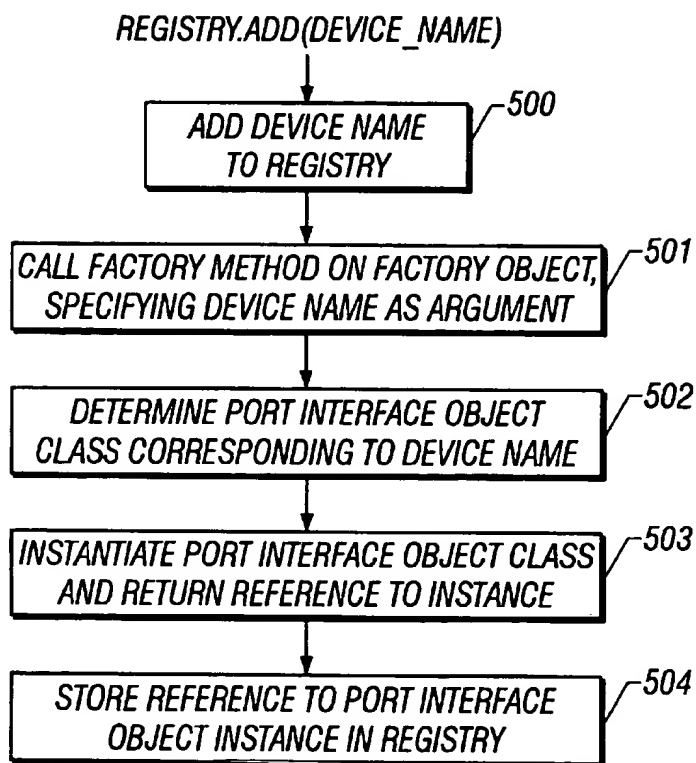 REGISTRY.ADD(DEVICE_NAME)
500
ADD DEVICE NAME
TO REGISTRY
501
CALL FACTORY METHOD ON FACTORY OBJECT,
SPECIFYING DEVICE NAME AS ARGUMENT
502
DETERMINE PORT INTERFACE OBJECT
CLASS CORRESPONDING TO DEVICE NAME
503
INSTANTIATE PORT INTERFACE OBJECT CLASS
AND RETURN REFERENCE TO INSTANCE
504
STORE REFERENCE TO PORT INTERFACE
OBJECT INSTANCE IN REGISTRY